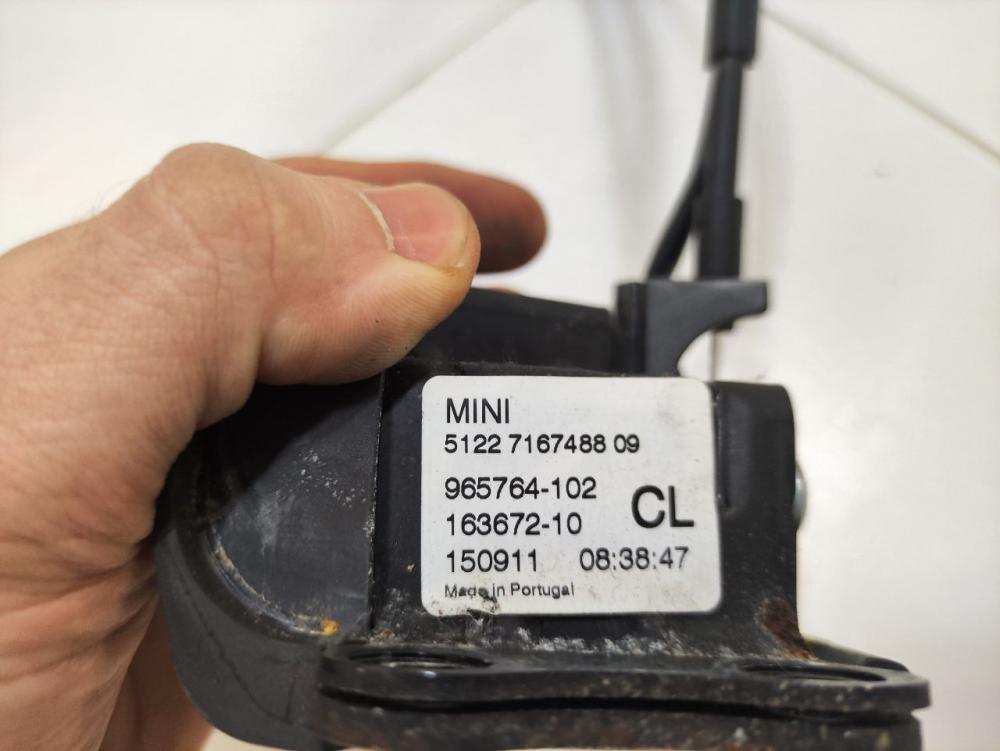 MINI
5122 7167488 09
965764-102
CL
163672-10
150911 08:38:47
Made in Portugal